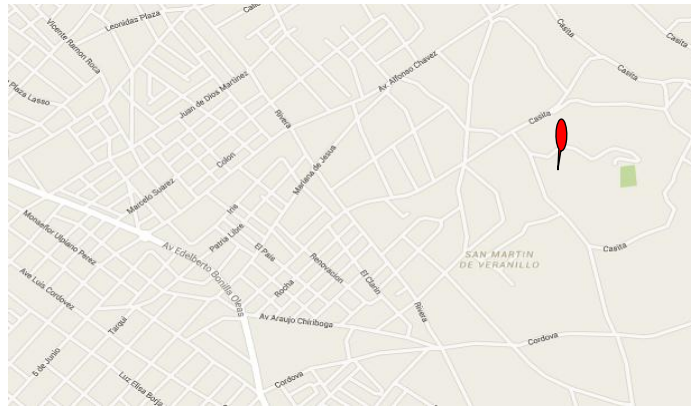 Leonidas Plaza
Vicente Ramon Roca
Plaza Lasso
Juan de Dios Martinez
Rivera
Av. Alfonso Chavez
Casita
Casita
Casita
Casita
Colon
Mariana de Jesus
Marcelo Suarez
Iris
Patria Libre
Monseñor Ulpiano Perez
Av Edelberto Bonilla Oleas
El Pais
Renovacion
El Clarin
Rocha
SAN MARTIN
DE VERANILLO
Casita
Ave Luis Cordovez
Tarqui
Av Araujo Chiriboga
Rivera
Cordova
5 de Junio
Luz Elisa Borja
Cordova